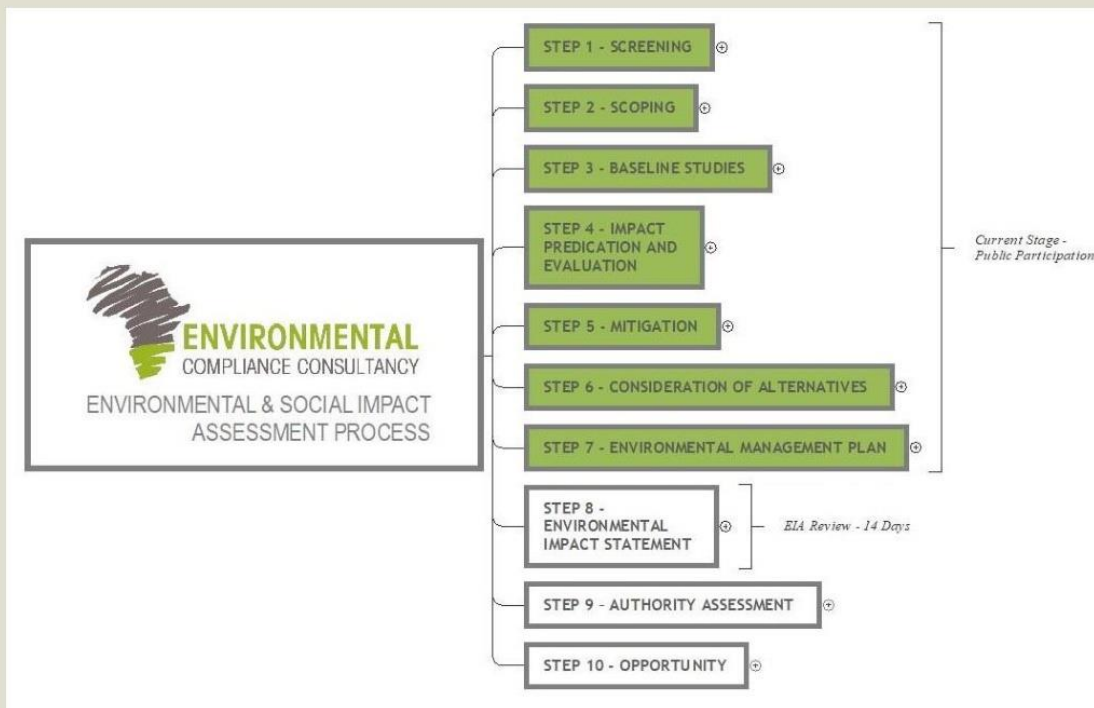 STEP 1 - SCREENING
STEP 2 - SCOPING
STEP 3 - BASELINE STUDIES
STEP 4 - IMPACT
PREDICATION AND
EVALUATION
Current Stage -
Public Participation
STEP 5 - MITIGATION
ENVIRONMENTAL
COMPLIANCE CONSULTANCY
ENVIRONMENTAL & SOCIAL IMPACT
ASSESSMENT PROCESS
STEP 6 - CONSIDERATION OF ALTERNATIVES
STEP 7 - ENVIRONMENTAL MANAGEMENT PLAN
STEP 8 -
ENVIRONMENTAL
IMPACT STATEMENT
EIA Review - 14 Days
STEP 9 - AUTHORITY ASSESSMENT
STEP 10 - OPPORTUNITY